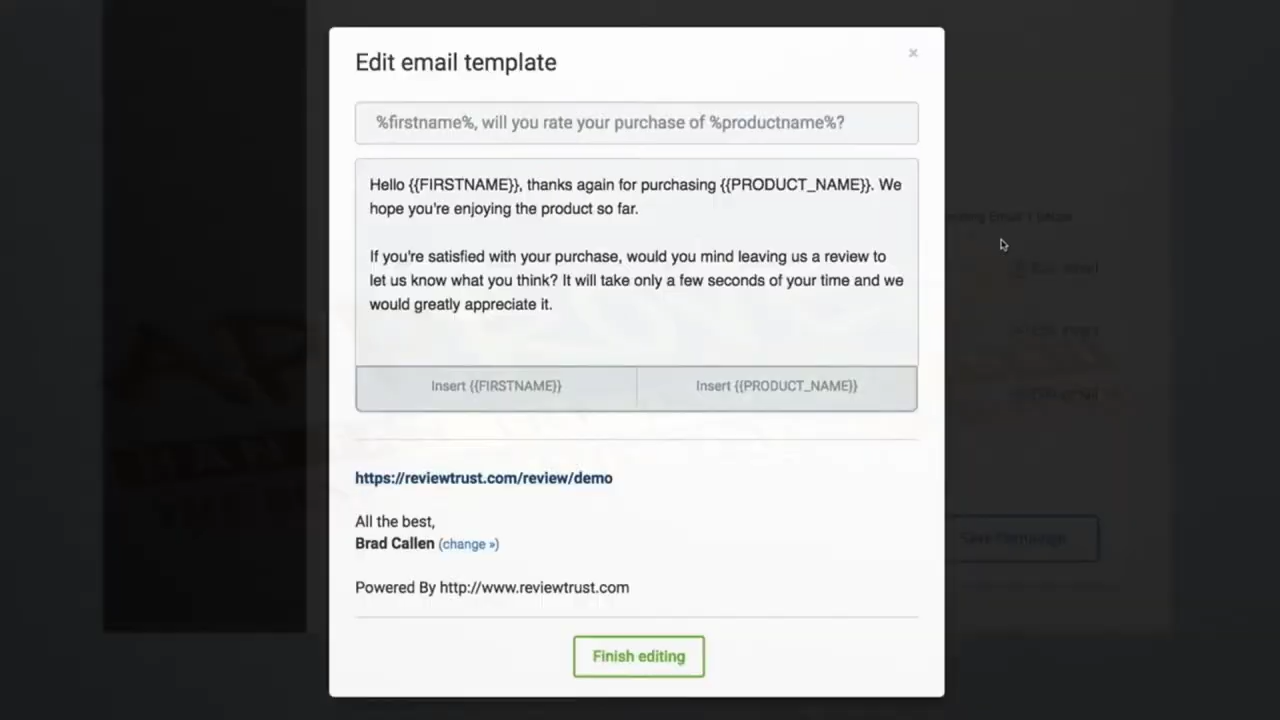 Edit email template
×
%firstname%, will you rate your purchase of %productname%?
Hello {{FIRSTNAME}}, thanks again for purchasing {{PRODUCT_NAME}}. We
hope you're enjoying the product so far.
If you're satisfied with your purchase, would you mind leaving us a review to
let us know what you think? It will take only a few seconds of your time and we
would greatly appreciate it.
Insert {{FIRSTNAME}}
Insert {{PRODUCT_NAME}}
https://reviewtrust.com/review/demo
All the best,
Brad Callen (change »)
Powered By http://www.reviewtrust.com
Finish editing
Save Campaign